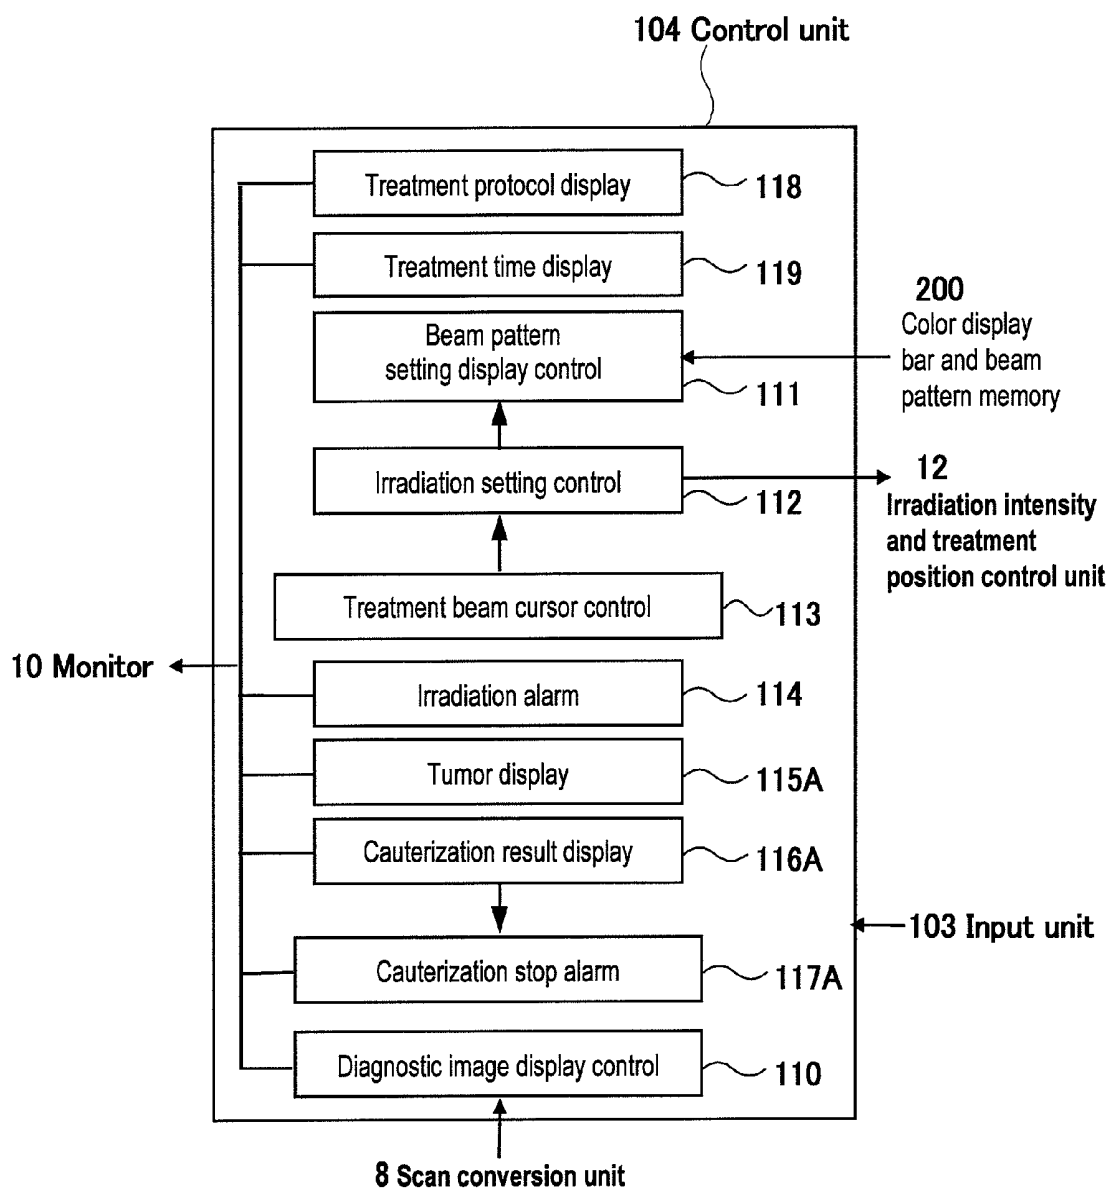 104 Control unit
Treatment protocol display
118
Treatment time display
119
Beam pattern
setting display control
111
200
Color display
bar and beam
pattern memory
Irradiation setting control
112
12
Irradiation intensity
and treatment
position control unit
Treatment beam cursor control
113
10 Monitor
Irradiation alarm
114
Tumor display
115A
Cauterization result display
116A
103 Input unit
Cauterization stop alarm
117A
Diagnostic image display control
110
8 Scan conversion unit